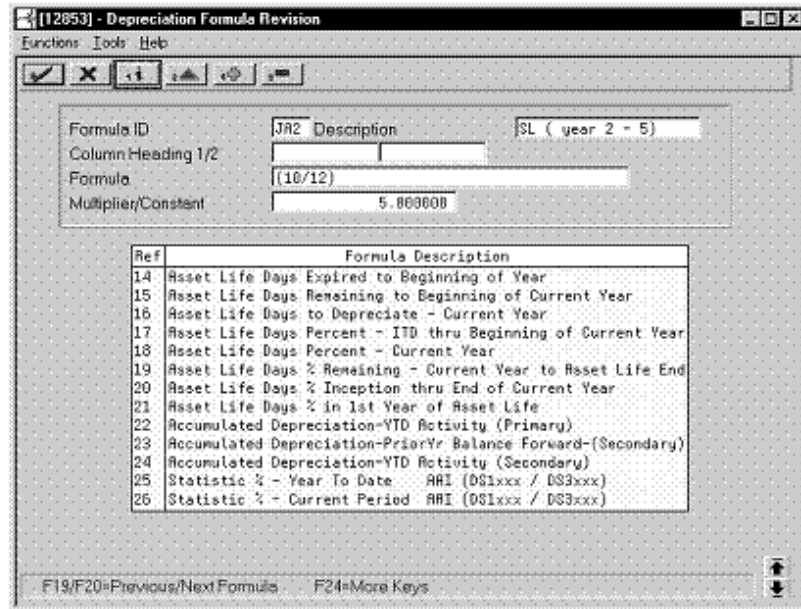 [12853] - Depreciation Formula Revision
Functions Tools Help
Formula ID JA2 Description SL ( year 2 - 5)
Column Heading 1/2
Formula (10/12)
Multiplier/Constant 5.000000
Ref Formula Description
14 Asset Life Days Expired to Beginning of Year
15 Asset Life Days Remaining to Beginning of Current Year
16 Asset Life Days to Depreciate - Current Year
17 Asset Life Days Percent - ITD thru Beginning of Current Year
18 Asset Life Days Percent - Current Year
19 Asset Life Days % Remaining - Current Year to Asset Life End
20 Asset Life Days % Inception thru End of Current Year
21 Asset Life Days % in 1st Year of Asset Life
22 Accumulated Depreciation-YTD Activity (Primary)
23 Accumulated Depreciation-PriorYr Balance Forward-(Secondary)
24 Accumulated Depreciation-YTD Activity (Secondary)
25 Statistic % - Year To Date AAI (DS1xxx / DS3xxx)
26 Statistic % - Current Period AAI (DS1xxx / DS3xxx)
F19/F20=Previous/Next Formula F24=More Keys